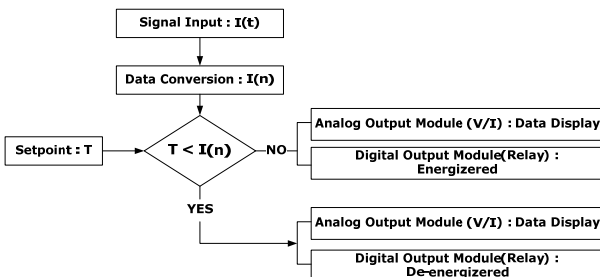 Signal Input : I(t)
Data Conversion : I(n)
Setpoint : T
T < I(n)
NO
Analog Output Module (V/I) : Data Display
Digital Output Module(Relay) :
Energizered
YES
Analog Output Module (V/I) : Data Display
Digital Output Module(Relay) :
De-energizered